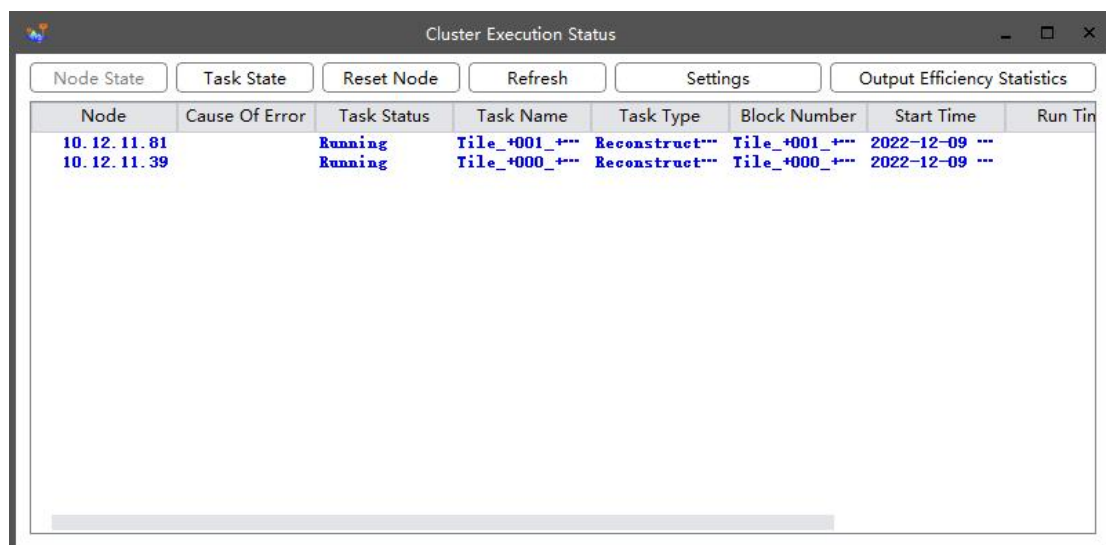 Cluster Execution Status
Node State Task State Reset Node Refresh Settings Output Efficiency Statistics
Node Cause Of Error Task Status Task Name Task Type Block Number Start Time Run Tim
10.12.11.81 Running Tile_+001_+... Reconstruct... Tile_+001_+... 2022-12-09 ...
10.12.11.39 Running Tile_+000_+... Reconstruct... Tile_+000_+... 2022-12-09 ...